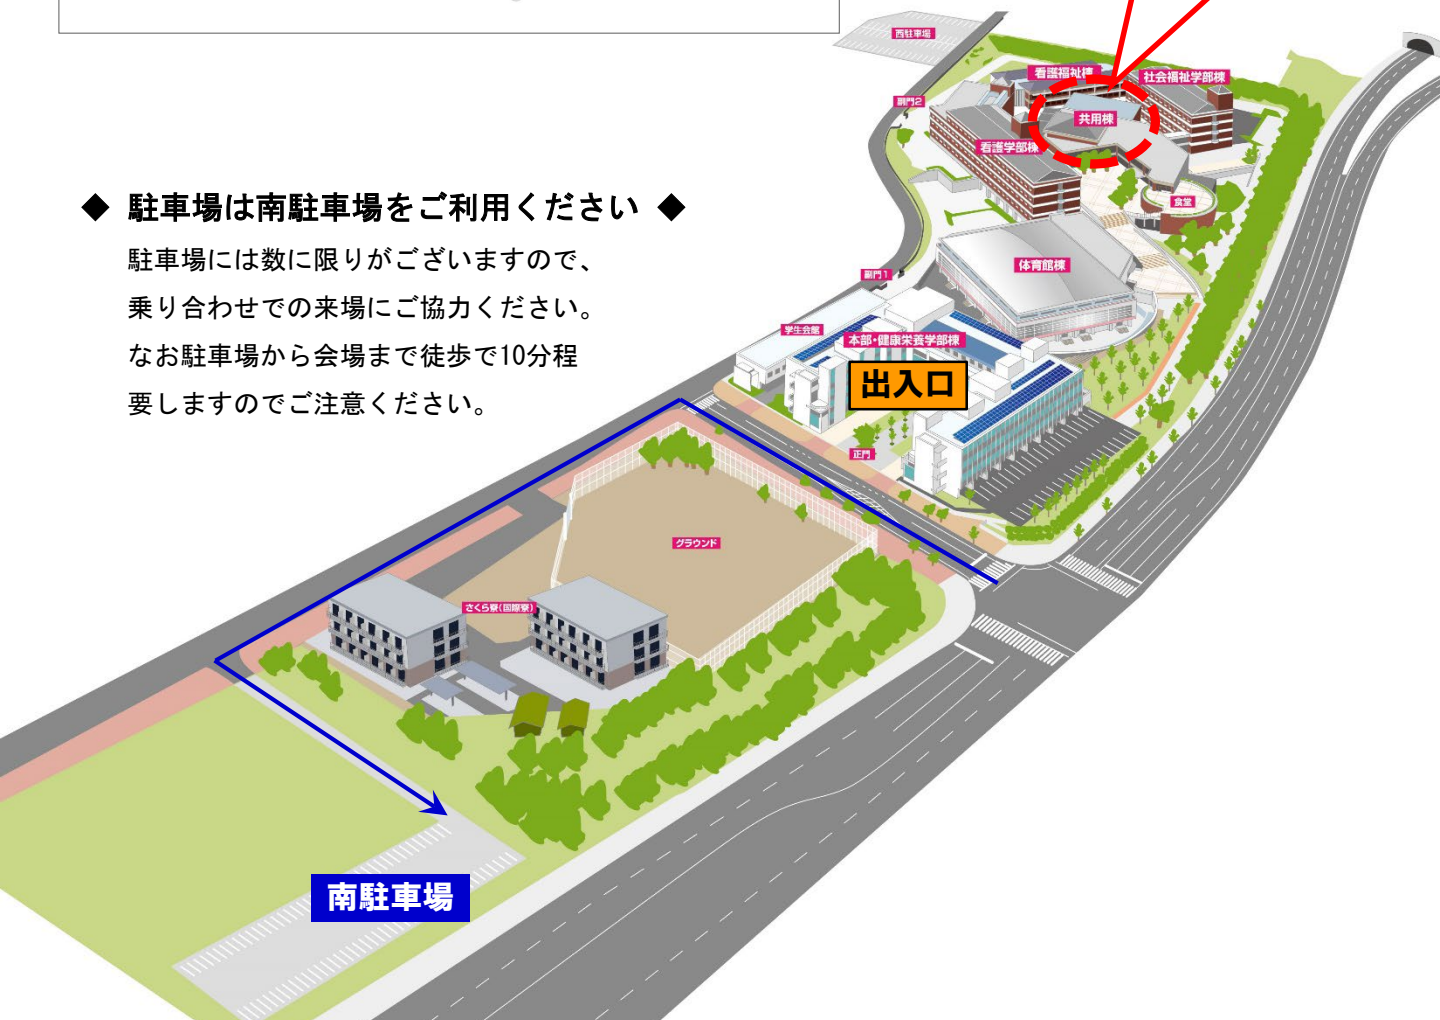 西駐車場
看護福祉棟
社会福祉学部棟
副門2
共用棟
看護学部棟
◆ 駐車場は南駐車場をご利用ください ◆
食堂
駐車場には数に限りがございますので、
体育館棟
副門1
乗り合わせでの来場にご協力ください。
学生会館
本部・健康栄養学部棟
なお駐車場から会場まで徒歩で10分程
出入口
要しますのでご注意ください。
正門
グラウンド
さくら寮(国際寮)
南駐車場